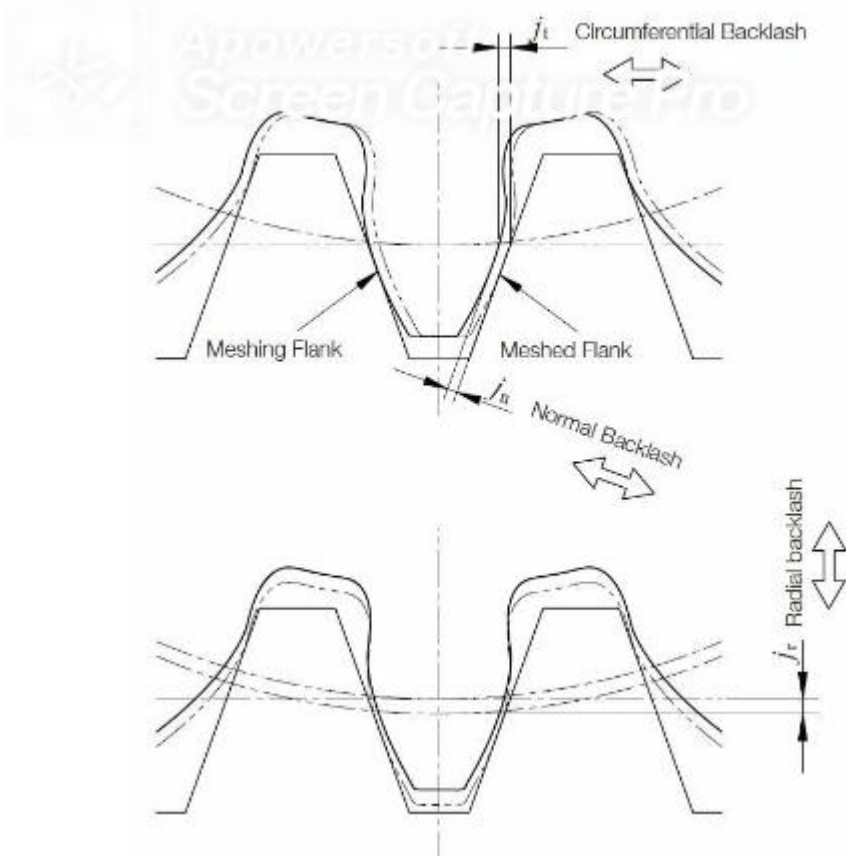 Apowersoft
Screen Capture Pro
jt Circumferential Backlash
Meshing Flank
Meshed Flank
jn Normal Backlash
jr Radial backlash